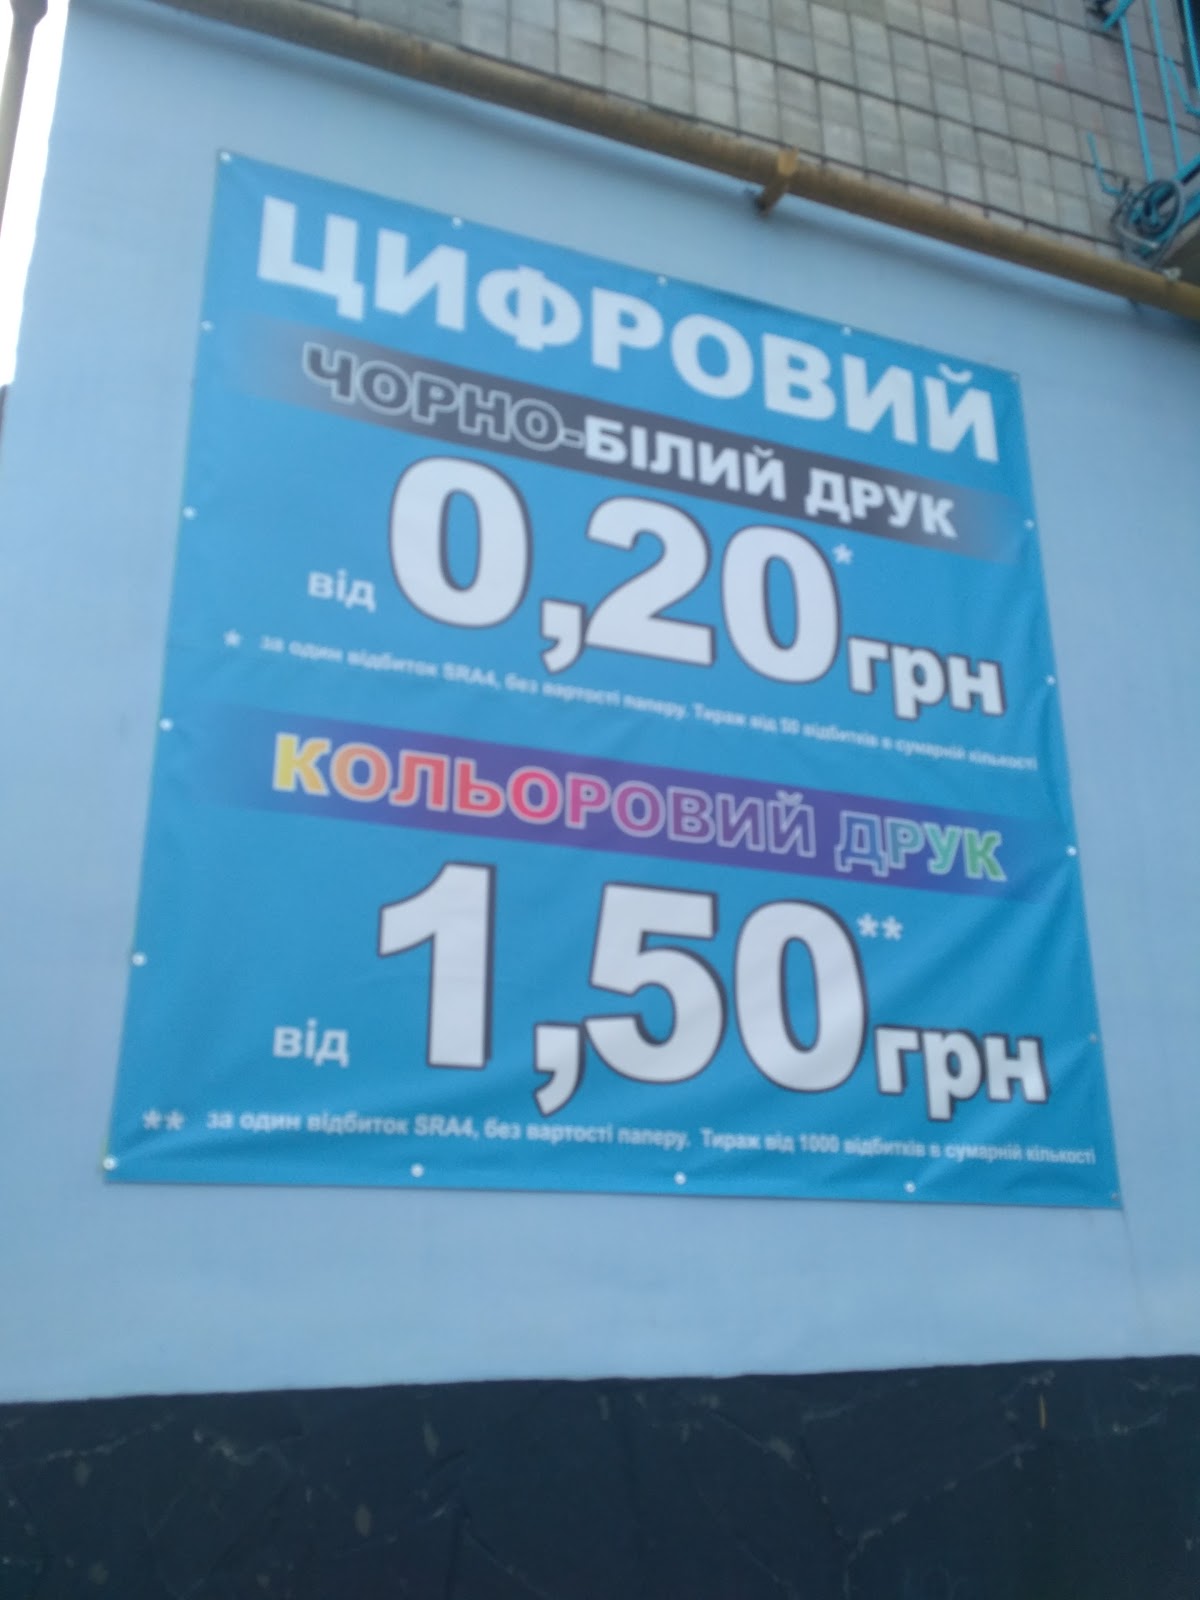 ЦИФРОВИЙ
ЧОРНО-БІЛИЙ ДРУК
від 0,20* грн
* за один відбиток SRA4, без вартості паперу. Тираж від 50 відбитків в сумарній кількості
КОЛЬОРОВИЙ ДРУК
від 1,50** грн
** за один відбиток SRA4, без вартості паперу. Тираж від 1000 відбитків в сумарній кількості